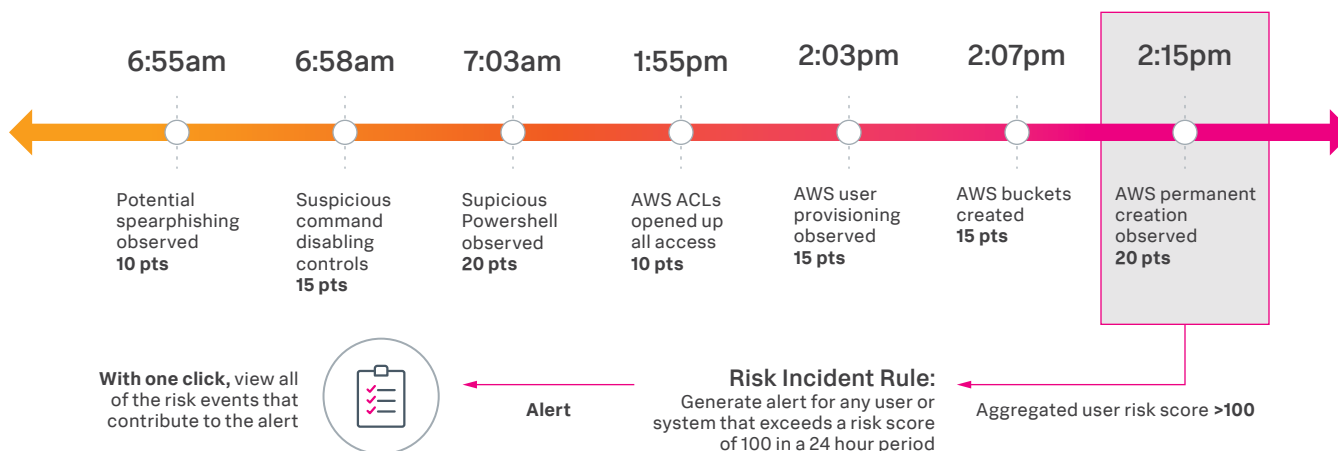 6:55am
6:58am
7:03am
1:55pm
2:03pm
2:07pm
2:15pm
Potential
spearphishing
observed
10 pts
Suspicious
command
disabling
controls
15 pts
Supicious
Powershell
observed
20 pts
AWS ACLs
opened up
all access
10 pts
AWS user
provisioning
observed
15 pts
AWS buckets
created
15 pts
AWS permanent
creation
observed
20 pts
With one click, view all
of the risk events that
contribute to the alert
Alert
Risk Incident Rule:
Generate alert for any user or
system that exceeds a risk score
of 100 in a 24 hour period
Aggregated user risk score >100